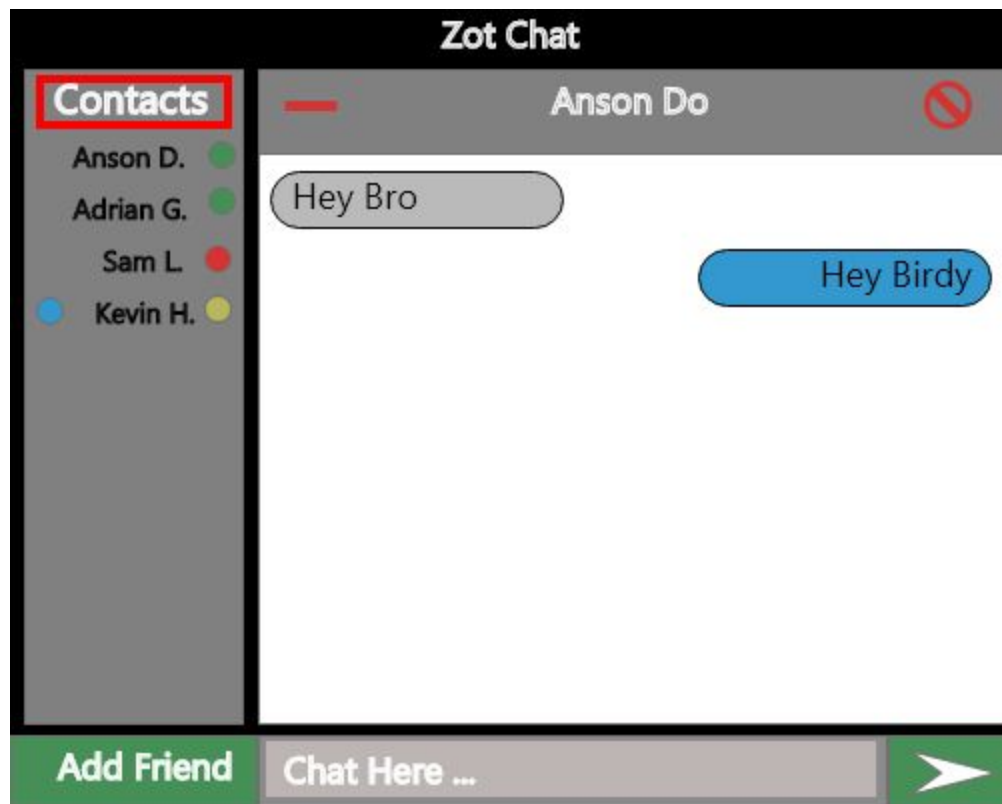 Zot Chat
Contacts
Anson D.
Adrian G.
Sam L.
Kevin H.
Anson Do
Hey Bro
Hey Birdy
Add Friend
Chat Here ...